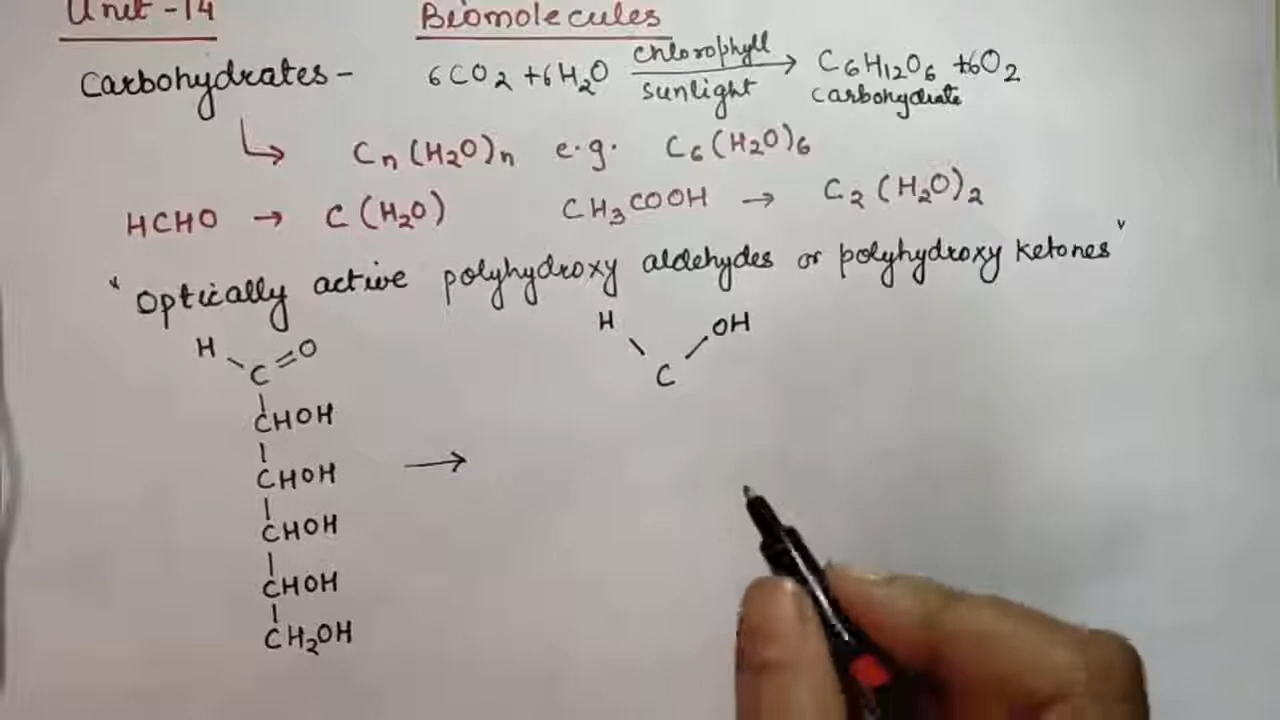 Unit-14 Biomolecules
Carbohydrates - 6CO2 + 6H2O chlorophyll sunlight → C6H12O6 + 6O2
carbohydrate
↳ Cn(H2O)n e.g. C6(H2O)6
HCHO → C(H2O) CH3COOH → C2(H2O)2
"Optically active polyhydroxy aldehydes or polyhydroxy ketones"
H C=O H C OH
CHOH
CHOH →
CHOH
CHOH
CH2OH